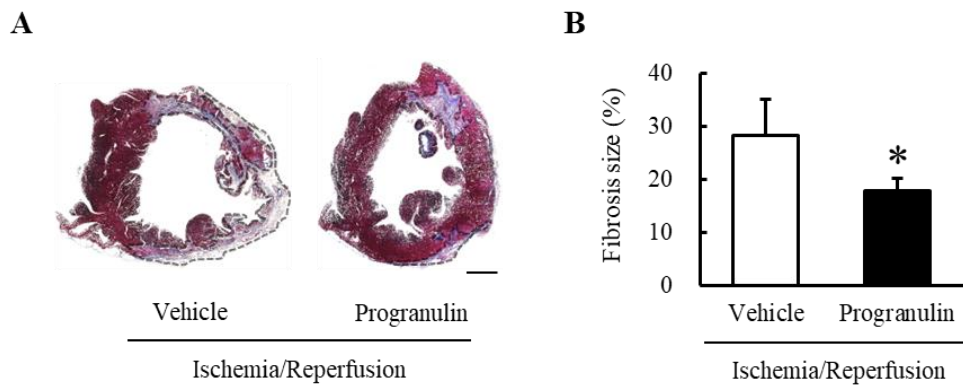 A
Vehicle
Progranulin
Ischemia/Reperfusion
B
Fibrosis size (%)
40
30
20
10
0
*
Vehicle
Progranulin
Ischemia/Reperfusion